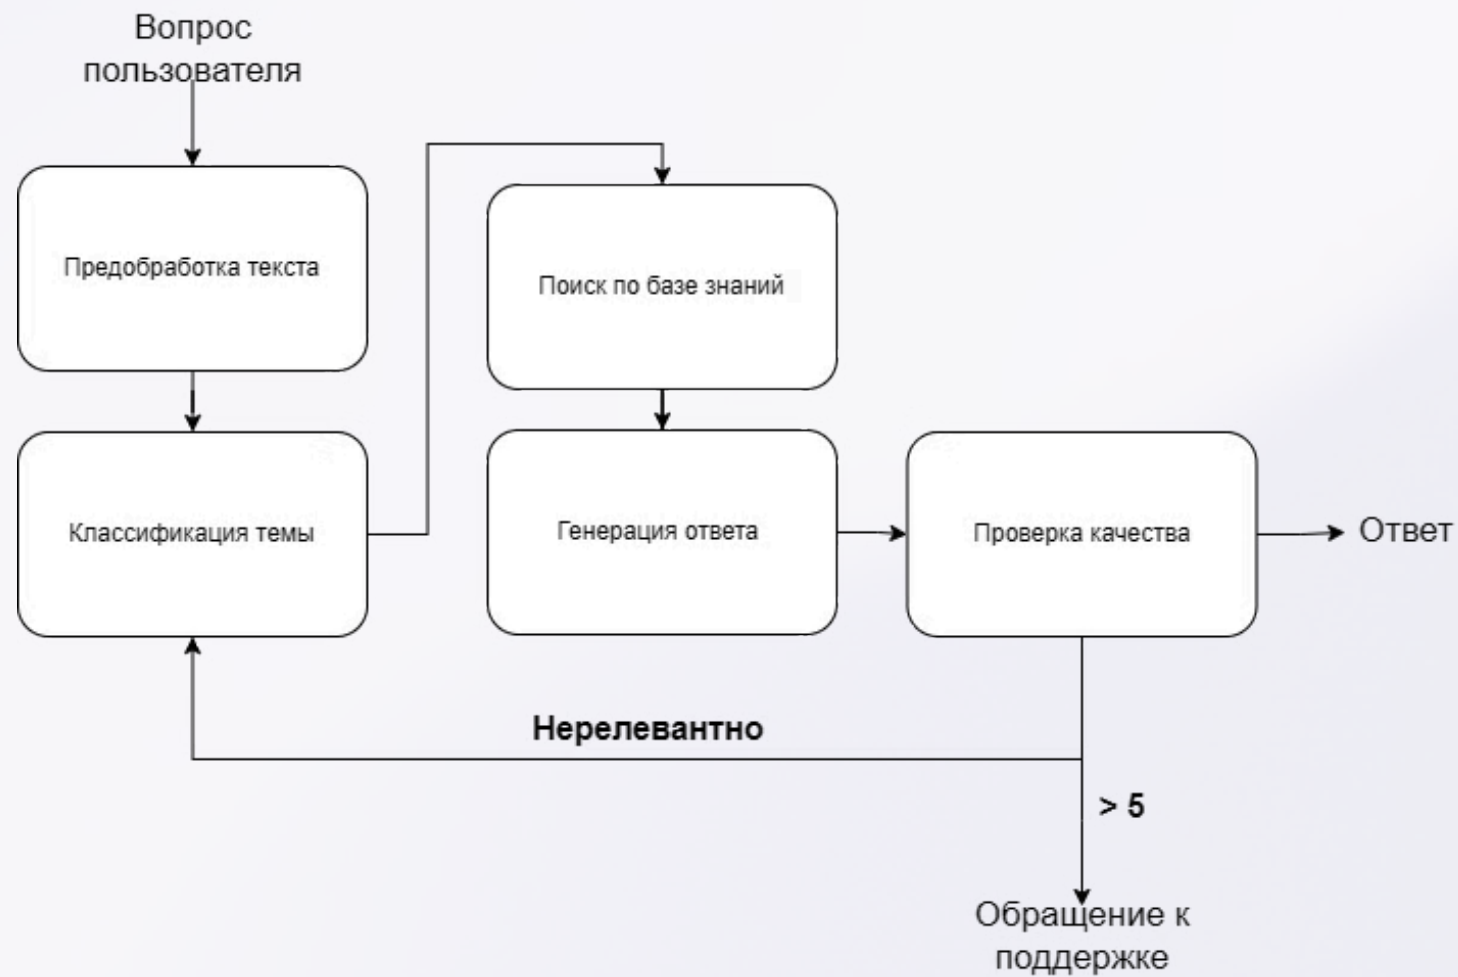 Вопрос
пользователя
Предобработка текста
Поиск по базе знаний
Классификация темы
Генерация ответа
Проверка качества
Ответ
Нерелевантно
> 5
Обращение к
поддержке